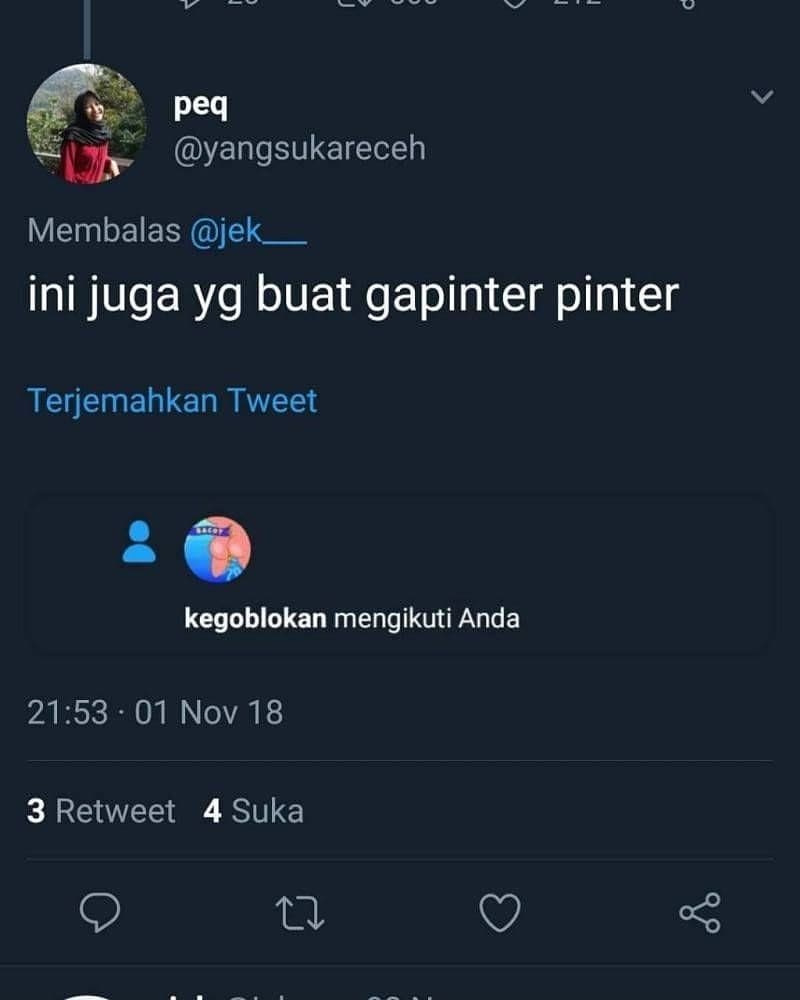 peq
@yangsukareceh
Membalas @jek___
ini juga yg buat gapinter pinter
Terjemahkan Tweet
BACOT
kegoblokan mengikuti Anda
21:53 · 01 Nov 18
3 Retweet 4 Suka